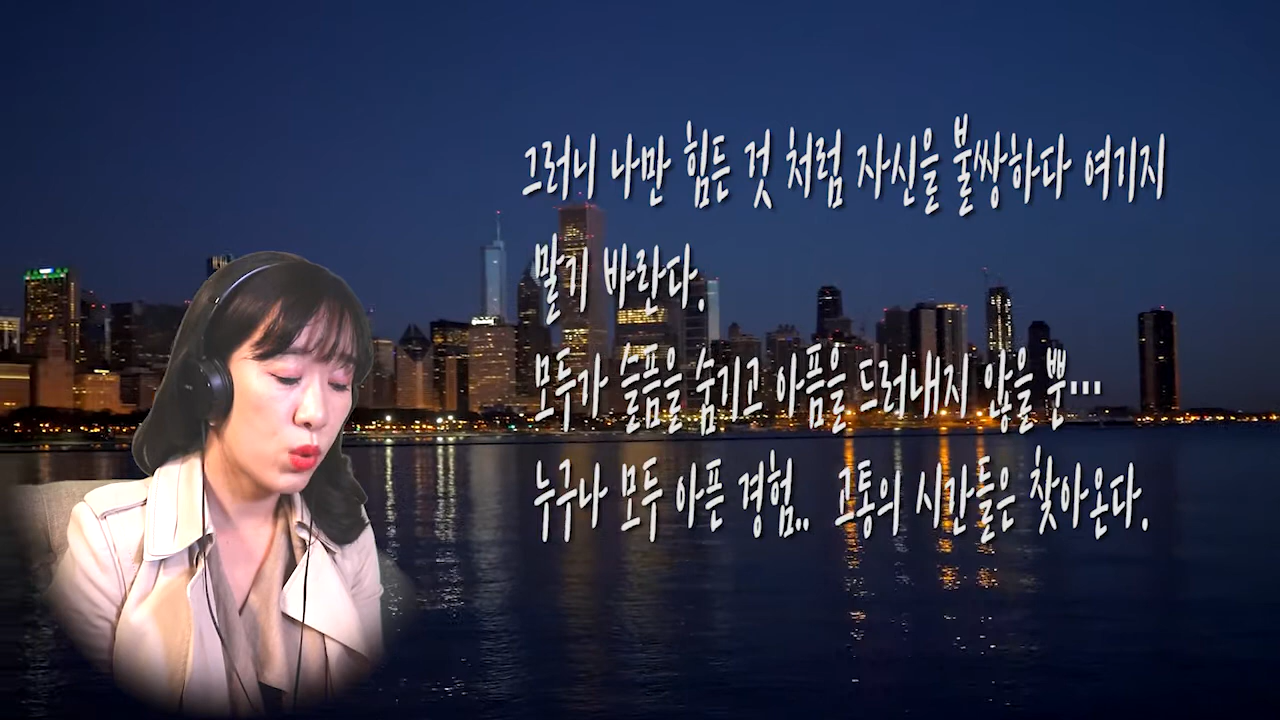 그러니 나만 힘든 것 처럼 자신을 불쌍하다 여기지
말기 바란다.
모두가 슬픔을 숨기고 아픔을 드러내지 않을 뿐...
누구나 모두 아픈 경험.. 고통의 시간들은 찾아온다.